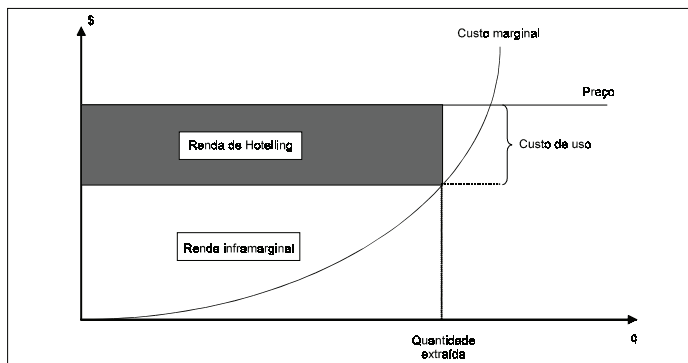 $
Custo marginal
Preço
Renda de Hotelling
Custo de uso
Renda inframarginal
Quantidade
extraída
q